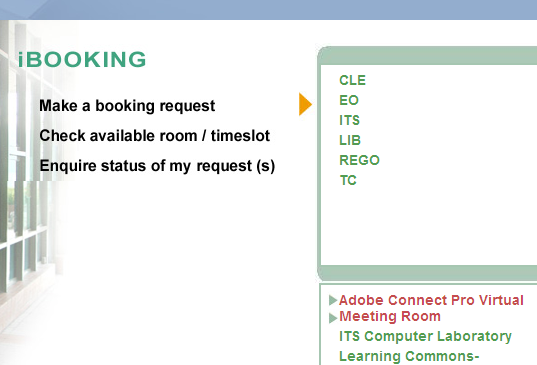 iBOOKING
Make a booking request
Check available room / timeslot
Enquire status of my request (s)
CLE
EO
ITS
LIB
REGO
TC
Adobe Connect Pro Virtual
Meeting Room
ITS Computer Laboratory
Learning Commons-